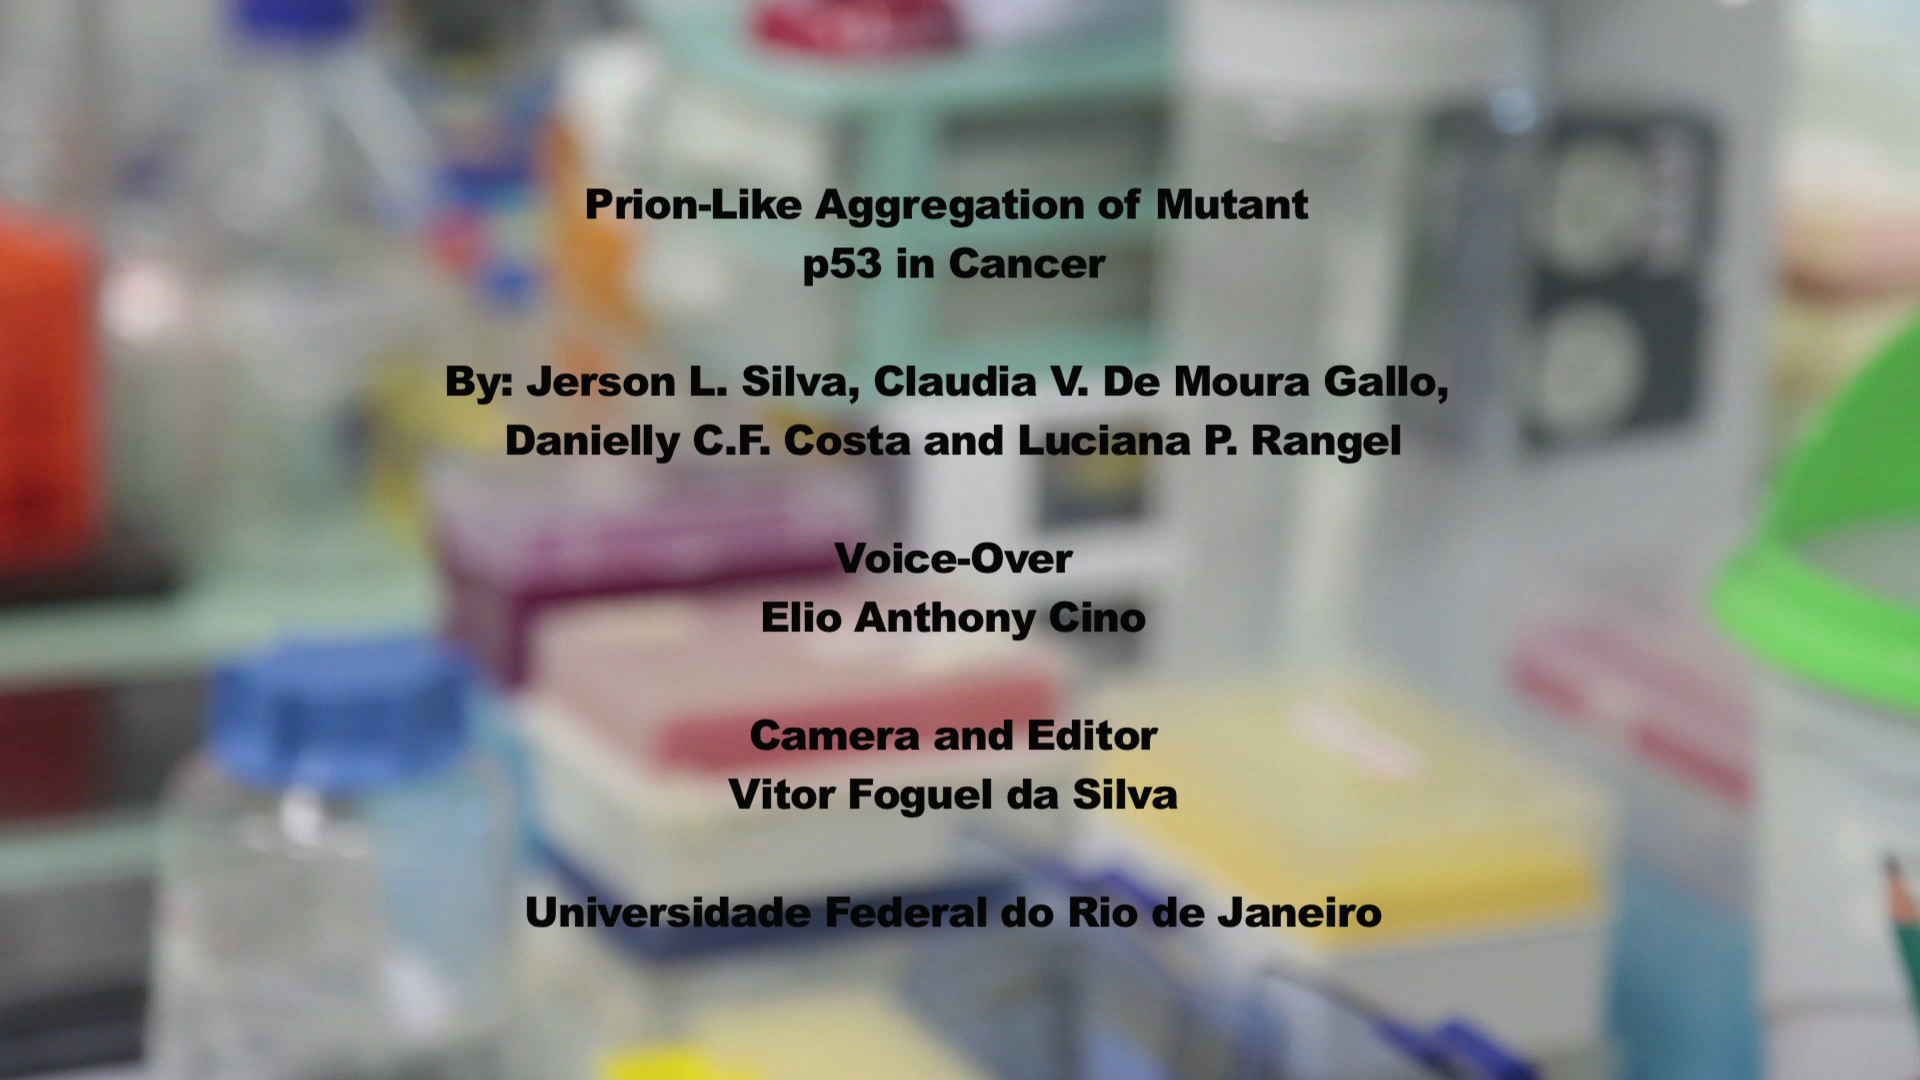 Prion-Like Aggregation of Mutant
p53 in Cancer
By: Jerson L. Silva, Claudia V. De Moura Gallo,
Danielly C.F. Costa and Luciana P. Rangel
Voice-Over
Elio Anthony Cino
Camera and Editor
Vitor Foguel da Silva
Universidade Federal do Rio de Janeiro